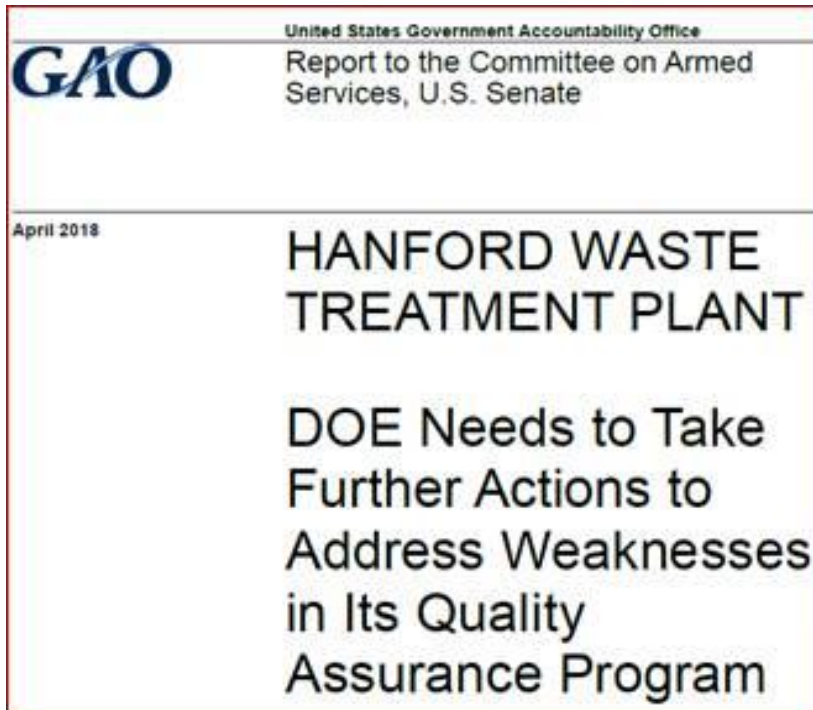 United States Government Accountability Office
GAO
Report to the Committee on Armed
Services, U.S. Senate
April 2018
HANFORD WASTE
TREATMENT PLANT
DOE Needs to Take
Further Actions to
Address Weaknesses
in Its Quality
Assurance Program